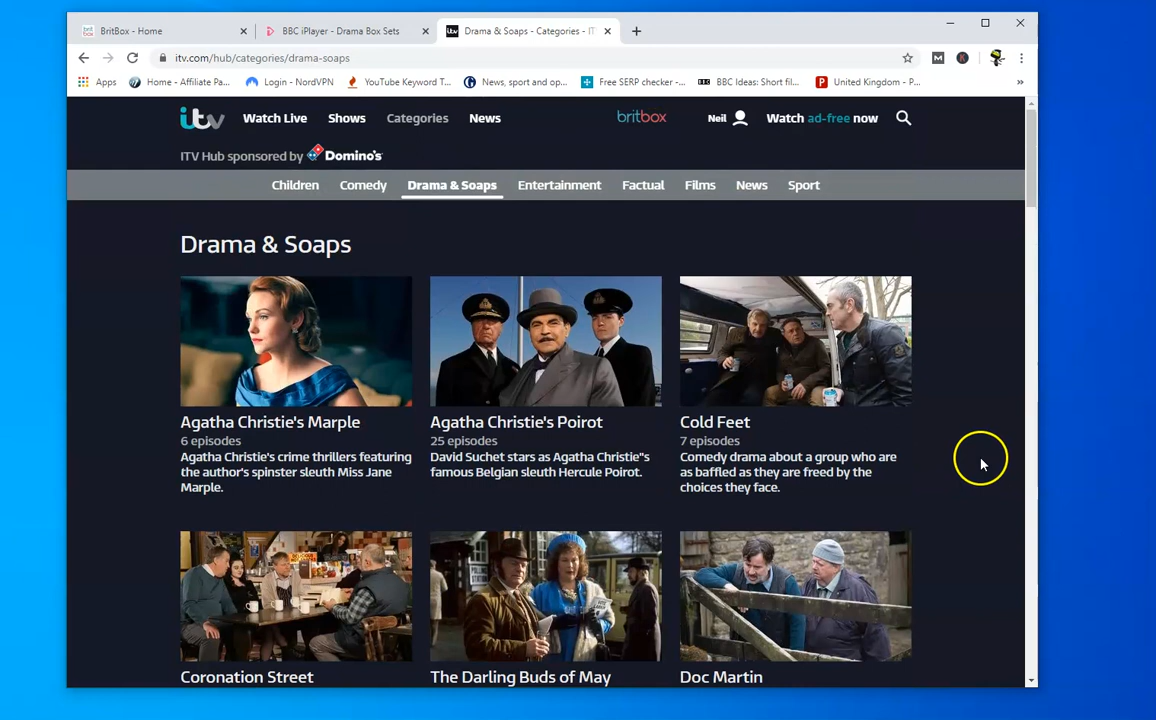 BritBox - Home
BBC iPlayer - Drama Box Sets
itv Drama & Soaps - Categories - IT
itv.com/hub/categories/drama-soaps
M K
Apps Home - Affiliate Pa... Login - NordVPN YouTube Keyword T... News, sport and op... Free SERP checker -... BBC BBC Ideas: Short fil... United Kingdom - P... »
itv Watch Live Shows Categories News britbox Neil Watch ad-free now
ITV Hub sponsored by Domino's
Children Comedy Drama & Soaps Entertainment Factual Films News Sport
Drama & Soaps
Agatha Christie's Marple
6 episodes
Agatha Christie's crime thrillers featuring
the author's spinster sleuth Miss Jane
Marple.
Agatha Christie's Poirot
25 episodes
David Suchet stars as Agatha Christie"s
famous Belgian sleuth Hercule Poirot.
Cold Feet
7 episodes
Comedy drama about a group who are
as baffled as they are freed by the
choices they face.
Coronation Street
The Darling Buds of May
Doc Martin